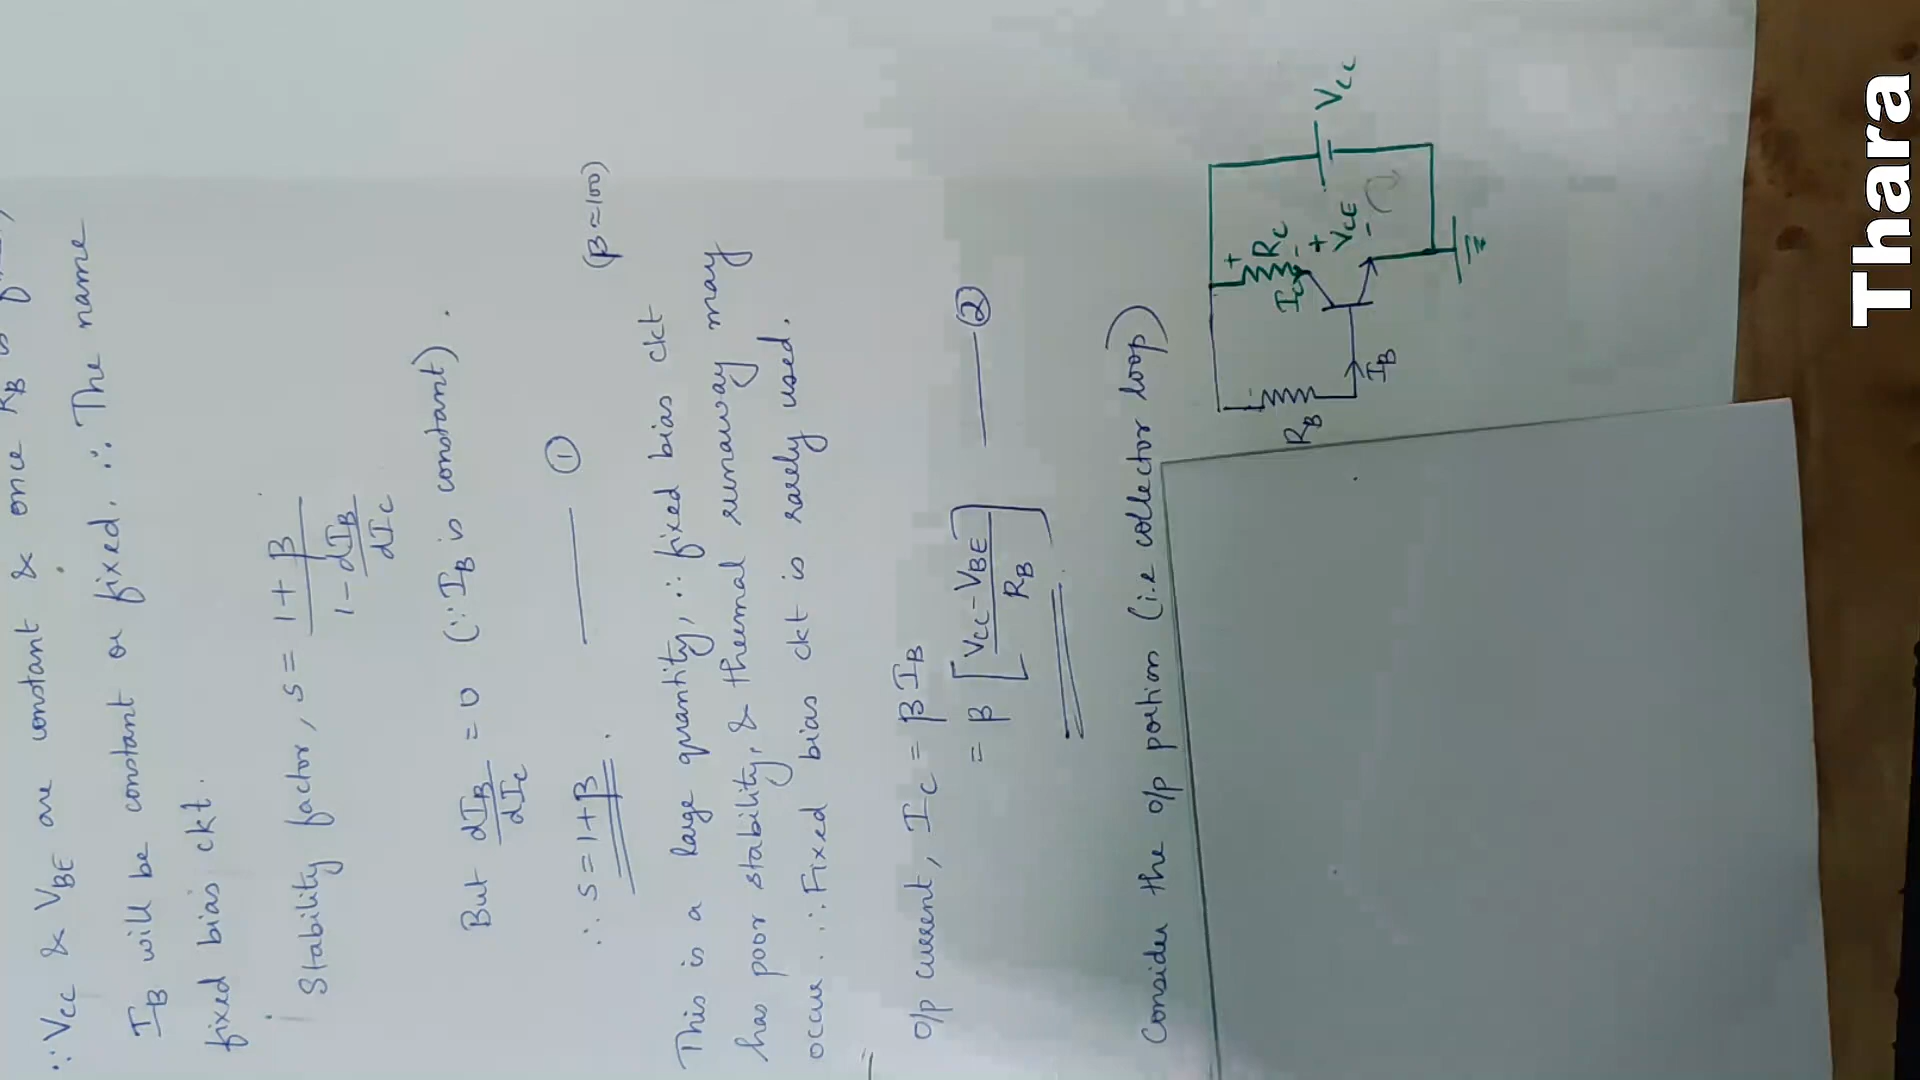 ∵ VCC & VBE are constant & once RB is
IB will be constant or fixed. ∴ The name
fixed bias ckt.
Stability factor, S = 1+β / 1 - dIB/dIC
But dIB/dIC = 0 (∵ IB is constant).
∴ S = 1+β. —— ① (β≈100)
This is a large quantity, ∴ fixed bias ckt
has poor stability, & thermal runaway may
occur. ∴ Fixed bias ckt is rarely used.
O/p current, IC = βIB
= β [VCC - VBE / RB] —— ②
Consider the o/p portion (i.e collector loop)
RB
IB
IC
+
RC
-
+
VCE
-
VCC
Thara